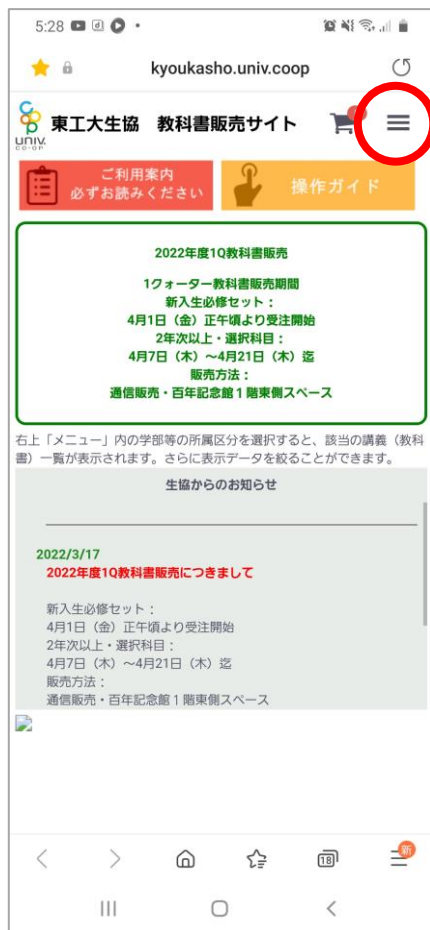 5:28
kyoukasho.univ.coop
univ.
CO-OP
東工大生協 教科書販売サイト
ご利用案内
必ずお読みください
操作ガイド
2022年度1Q教科書販売
1クォーター教科書販売期間
新入生必修セット：
4月1日（金）正午頃より受注開始
2年次以上・選択科目：
4月7日（木）～4月21日（木）迄
販売方法：
通信販売・百年記念館１階東側スペース
右上「メニュー」内の学部等の所属区分を選択すると、該当の講義（教科
書）一覧が表示されます。さらに表示データを絞ることができます。
生協からのお知らせ
2022/3/17
2022年度1Q教科書販売につきまして
新入生必修セット：
4月1日（金）正午頃より受注開始
2年次以上・選択科目：
4月7日（木）～4月21日（木）迄
販売方法：
通信販売・百年記念館１階東側スペース
18
新